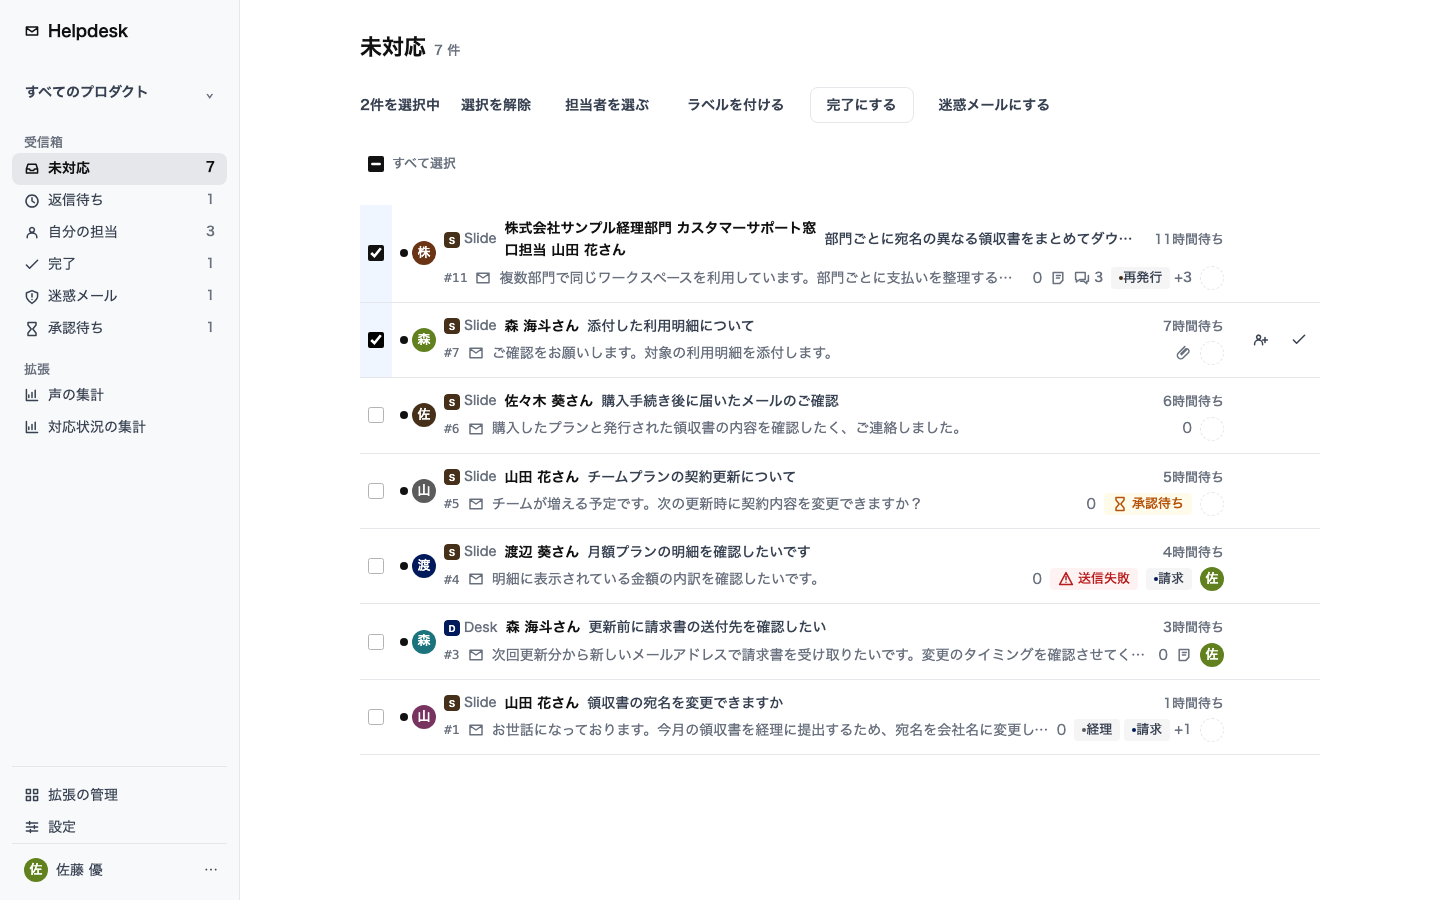 Helpdesk
すべてのプロダクト
受信箱
未対応 7
返信待ち 1
自分の担当 3
完了 1
迷惑メール 1
承認待ち 1
拡張
声の集計
対応状況の集計
拡張の管理
設定
佐 佐藤 優 …
未対応 7 件
2件を選択中 選択を解除 担当者を選ぶ ラベルを付ける 完了にする 迷惑メールにする
すべて選択
株 S Slide 株式会社サンプル経理部門 カスタマーサポート窓
口担当 山田 花さん 部門ごとに宛名の異なる領収書をまとめてダウ… 11時間待ち
#11 複数部門で同じワークスペースを利用しています。部門ごとに支払いを整理する… 0 3 •再発行 +3
森 S Slide 森 海斗さん 添付した利用明細について 7時間待ち
#7 ご確認をお願いします。対象の利用明細を添付します。
佐 S Slide 佐々木 葵さん 購入手続き後に届いたメールのご確認 6時間待ち
#6 購入したプランと発行された領収書の内容を確認したく、ご連絡しました。 0
山 S Slide 山田 花さん チームプランの契約更新について 5時間待ち
#5 チームが増える予定です。次の更新時に契約内容を変更できますか？ 0 承認待ち
渡 S Slide 渡辺 葵さん 月額プランの明細を確認したいです 4時間待ち
#4 明細に表示されている金額の内訳を確認したいです。 0 送信失敗 •請求 佐
森 D Desk 森 海斗さん 更新前に請求書の送付先を確認したい 3時間待ち
#3 次回更新分から新しいメールアドレスで請求書を受け取りたいです。変更のタイミングを確認させてく… 0 佐
山 S Slide 山田 花さん 領収書の宛名を変更できますか 1時間待ち
#1 お世話になっております。今月の領収書を経理に提出するため、宛名を会社名に変更し… 0 •経理 •請求 +1